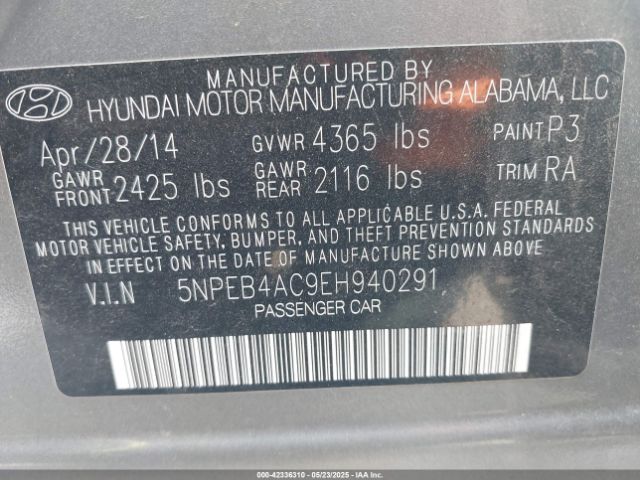 MANUFACTURED BY
HYUNDAI MOTOR MANUFACTURING ALABAMA, LLC
Apr/28/14 GVWR 4365 lbs PAINT P3
GAWR FRONT 2425 lbs GAWR REAR 2116 lbs TRIM RA
THIS VEHICLE CONFORMS TO ALL APPLICABLE U.S.A. FEDERAL
MOTOR VEHICLE SAFETY, BUMPER, AND THEFT PREVENTION STANDARDS
IN EFFECT ON THE DATE OF MANUFACTURE SHOWN ABOVE
V.I.N 5NPEB4AC9EH940291
PASSENGER CAR
000-42336310 - 05/23/2025 - Copyright © IAA, Inc.